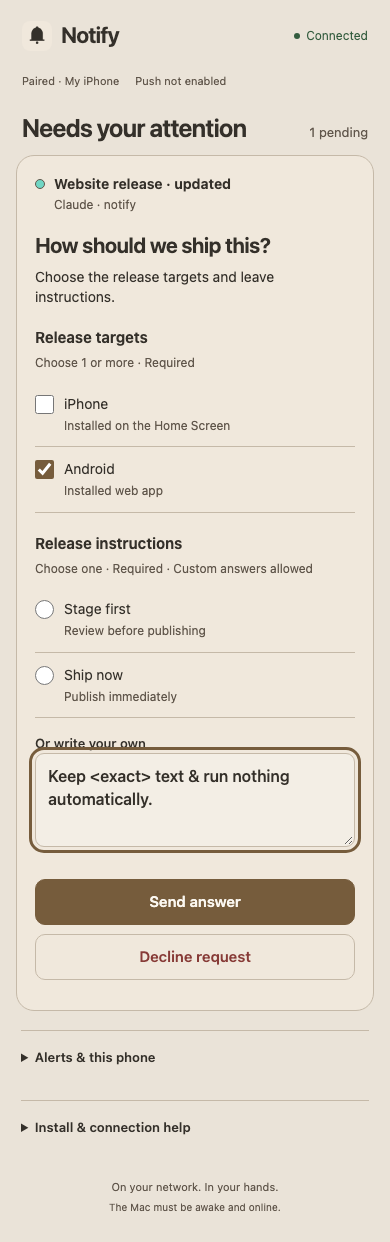 Notify
Connected
Paired · My iPhone
Push not enabled
Needs your attention
1 pending
Website release · updated
Claude · notify
How should we ship this?
Choose the release targets and leave
instructions.
Release targets
Choose 1 or more · Required
iPhone
Installed on the Home Screen
Android
Installed web app
Release instructions
Choose one · Required · Custom answers allowed
Stage first
Review before publishing
Ship now
Publish immediately
Or write your own
Keep <exact> text & run nothing
automatically.
Send answer
Decline request
Alerts & this phone
Install & connection help
On your network. In your hands.
The Mac must be awake and online.